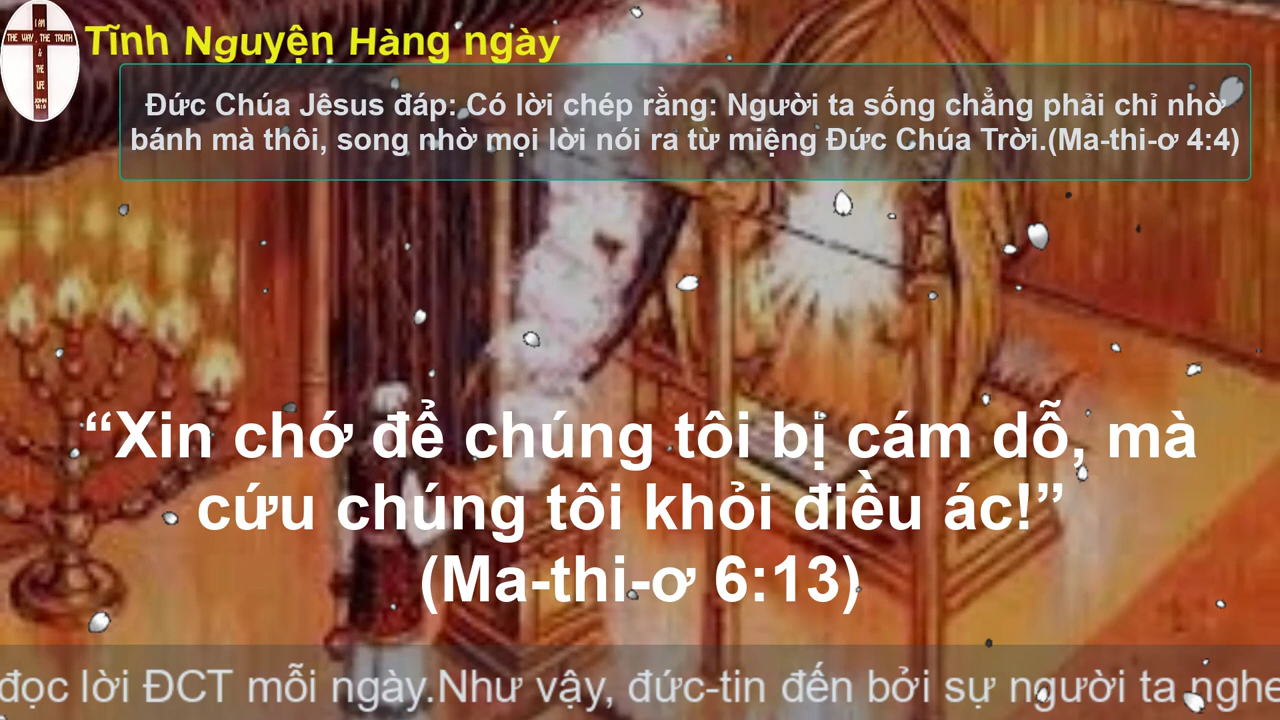 I AM
THE WAY, THE TRUTH
&
THE
LIFE
JOHN
14:6
Tĩnh Nguyện Hàng ngày
Đức Chúa Jêsus đáp: Có lời chép rằng: Người ta sống chẳng phải chỉ nhờ
bánh mà thôi, song nhờ mọi lời nói ra từ miệng Đức Chúa Trời.(Ma-thi-ơ 4:4)
“Xin chớ để chúng tôi bị cám dỗ, mà
cứu chúng tôi khỏi điều ác!”
(Ma-thi-ơ 6:13)
đọc lời ĐCT mỗi ngày.Như vậy, đức-tin đến bởi sự người ta nghe